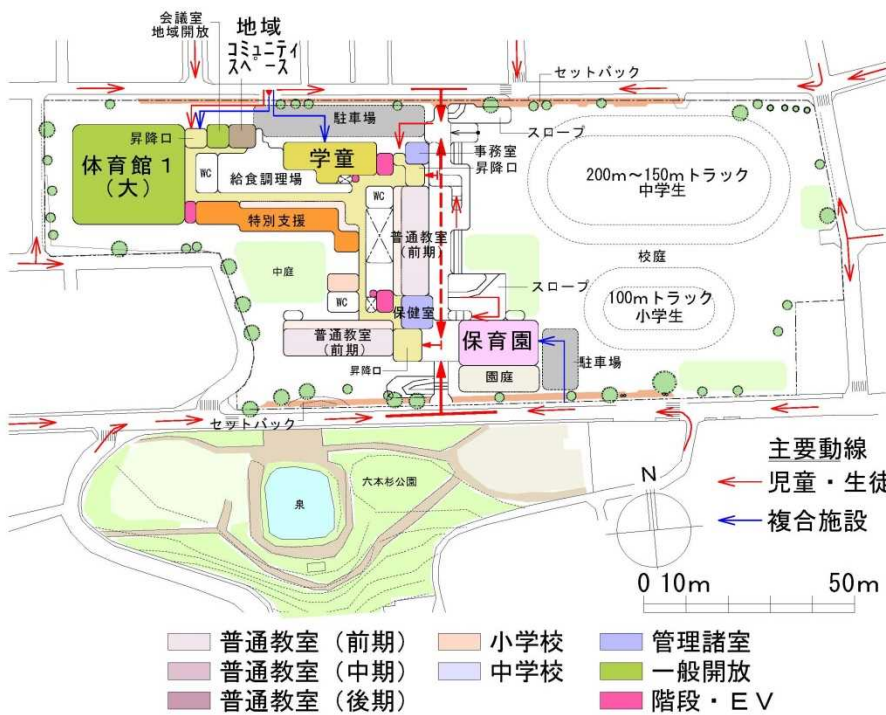 会議室
地域開放
地域
コミュニティ
スペース
セットバック
駐車場
スロープ
昇降口
体育館１
（大）
WC
給食調理場
学童
事務室
昇降口
200m～150mトラック
中学生
特別支援
WC
普通教室
（前期）
校庭
中庭
スロープ
100mトラック
小学生
WC
保健室
普通教室
（前期）
保育園
園庭
駐車場
昇降口
セットバック
六本杉公園
泉
主要動線
児童・生徒
複合施設
N
0 10m 50m
普通教室（前期）
小学校
管理諸室
普通教室（中期）
中学校
一般開放
普通教室（後期）
階段・ＥＶ